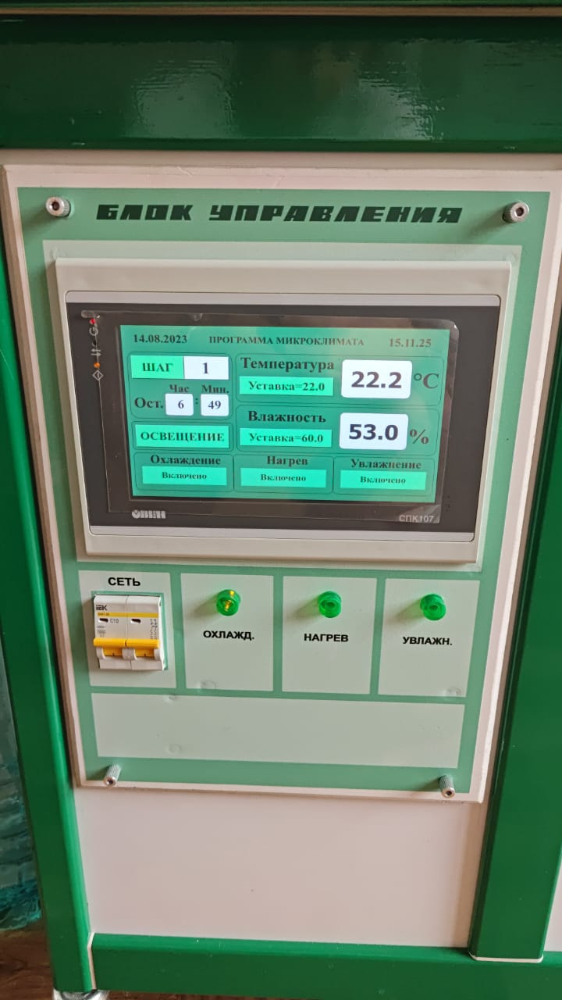 БЛОК УПРАВЛЕНИЯ
14.08.2023 ПРОГРАММА МИКРОКЛИМАТА 15.11.25
ШАГ 1
Час Мин.
Ост. 6 : 49
ОСВЕЩЕНИЕ
Температура
Уставка=22.0
22.2 °C
Влажность
Уставка=60.0
53.0 %
Охлаждение Нагрев Увлажнение
Включено Включено Включено
ОВЕН СПК107
СЕТЬ
IEK
C10
ОХЛАЖД.
НАГРЕВ
УВЛАЖН.